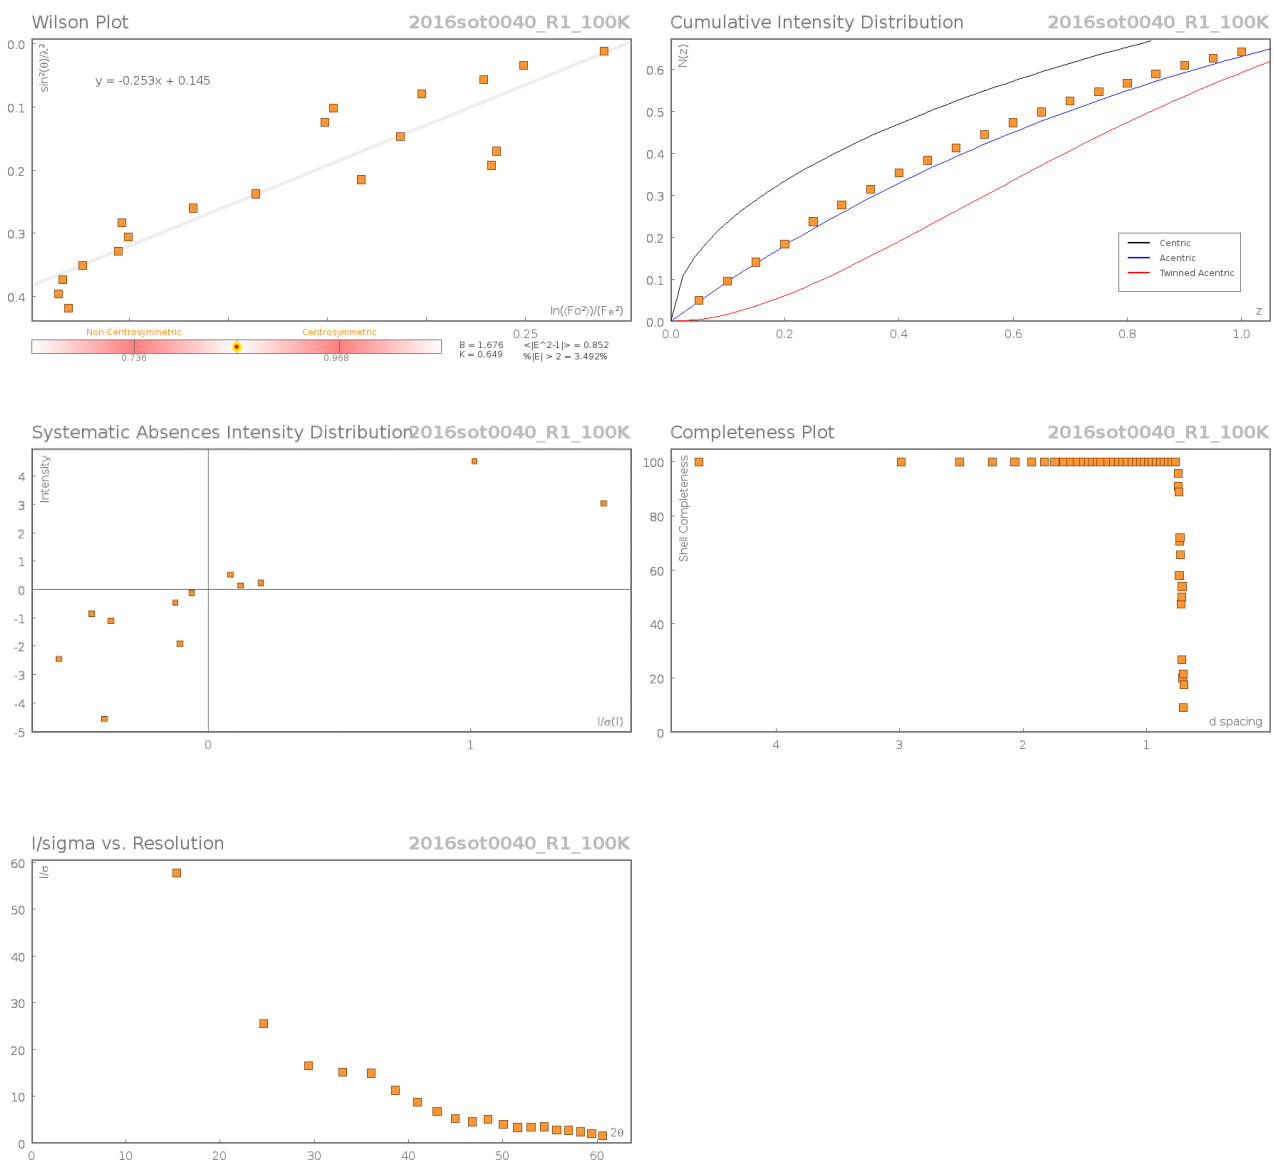 Wilson Plot
2016sot0040_R1_100K
sin²(θ)/λ²
y = -0.253x + 0.145
0.0
0.1
0.2
0.3
0.4
ln(⟨Fo²⟩)/(Fₑ²)
0.25
Non-Centrosymmetric
Centrosymmetric
0.736
0.968
B = 1.676
K = 0.649
<|E^2-1|> = 0.852
%|E| > 2 = 3.492%
Cumulative Intensity Distribution
2016sot0040_R1_100K
N(z)
0.6
0.5
0.4
0.3
0.2
0.1
0.0
Centric
Acentric
Twinned Acentric
z
0.0
0.2
0.4
0.6
0.8
1.0
Systematic Absences Intensity Distribution
2016sot0040_R1_100K
Intensity
4
3
2
1
0
-1
-2
-3
-4
-5
I/σ(I)
0
1
Completeness Plot
2016sot0040_R1_100K
Shell Completeness
100
80
60
40
20
0
d spacing
4
3
2
1
I/sigma vs. Resolution
2016sot0040_R1_100K
I/σ
60
50
40
30
20
10
0
2θ
0
10
20
30
40
50
60